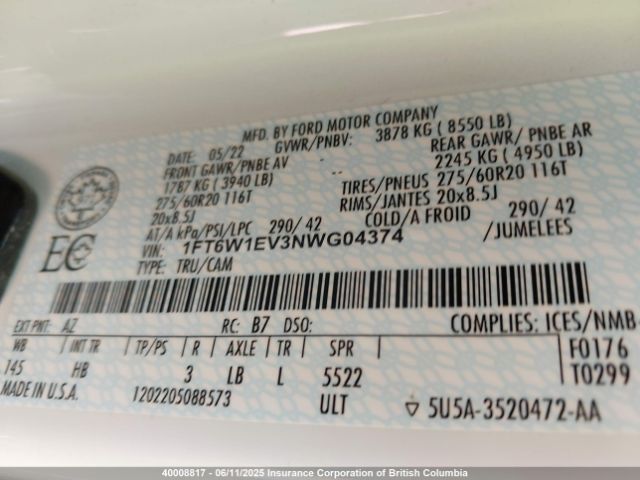 MFD. BY FORD MOTOR COMPANY
DATE: 05/22 GVWR/PNBV: 3878 KG ( 8550 LB)
FRONT GAWR/PNBE AV REAR GAWR/ PNBE AR
1787 KG ( 3940 LB) 2245 KG ( 4950 LB)
275/60R20 116T TIRES/PNEUS 275/60R20 116T
20x8.5J RIMS/JANTES 20x8.5J
AT/A kPa/PSI/LPC 290/ 42 COLD/A FROID 290/ 42
VIN: 1FT6W1EV3NWG04374 /JUMELEES
TYPE: TRU/CAM
EC
EXT PNT: AZ RC: B7 DSO: COMPLIES: ICES/NMB-
WB INT TR TP/PS R AXLE TR SPR F0176
145 HB 3 LB L 5522 T0299
MADE IN U.S.A. 1202205088573 ULT 5U5A-3520472-AA
40008817 - 06/11/2025 Insurance Corporation of British Columbia